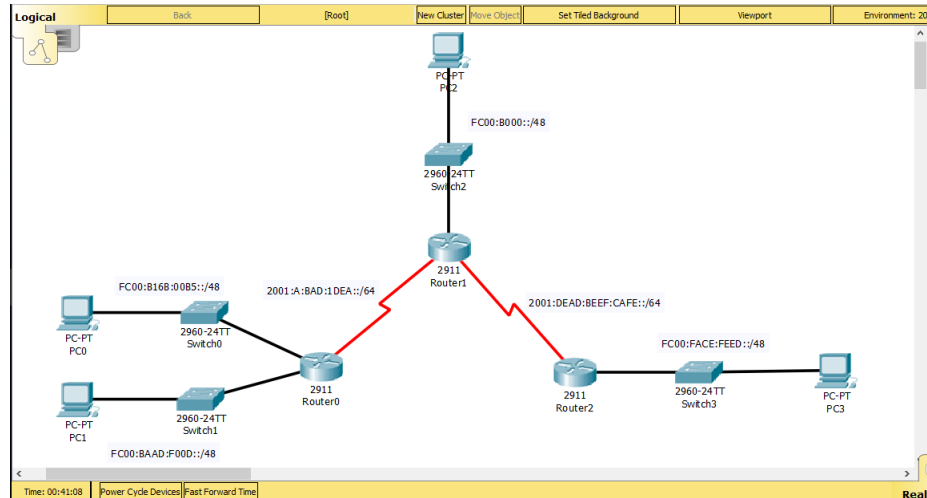 Logical
Back
[Root]
New Cluster
Move Object
Set Tiled Background
Viewport
Environment: 20
PC-PT
PC2
FC00:B000::/48
2960-24TT
Switch2
2911
Router1
FC00:B16B:00B5::/48
2001:A:BAD:1DEA::/64
2001:DEAD:BEEF:CAFE::/64
PC-PT
PC0
2960-24TT
Switch0
FC00:FACE:FEED::/48
2911
Router0
2911
Router2
2960-24TT
Switch3
PC-PT
PC3
PC-PT
PC1
2960-24TT
Switch1
FC00:BAAD:F00D::/48
Time: 00:41:08
Power Cycle Devices
Fast Forward Time
Real